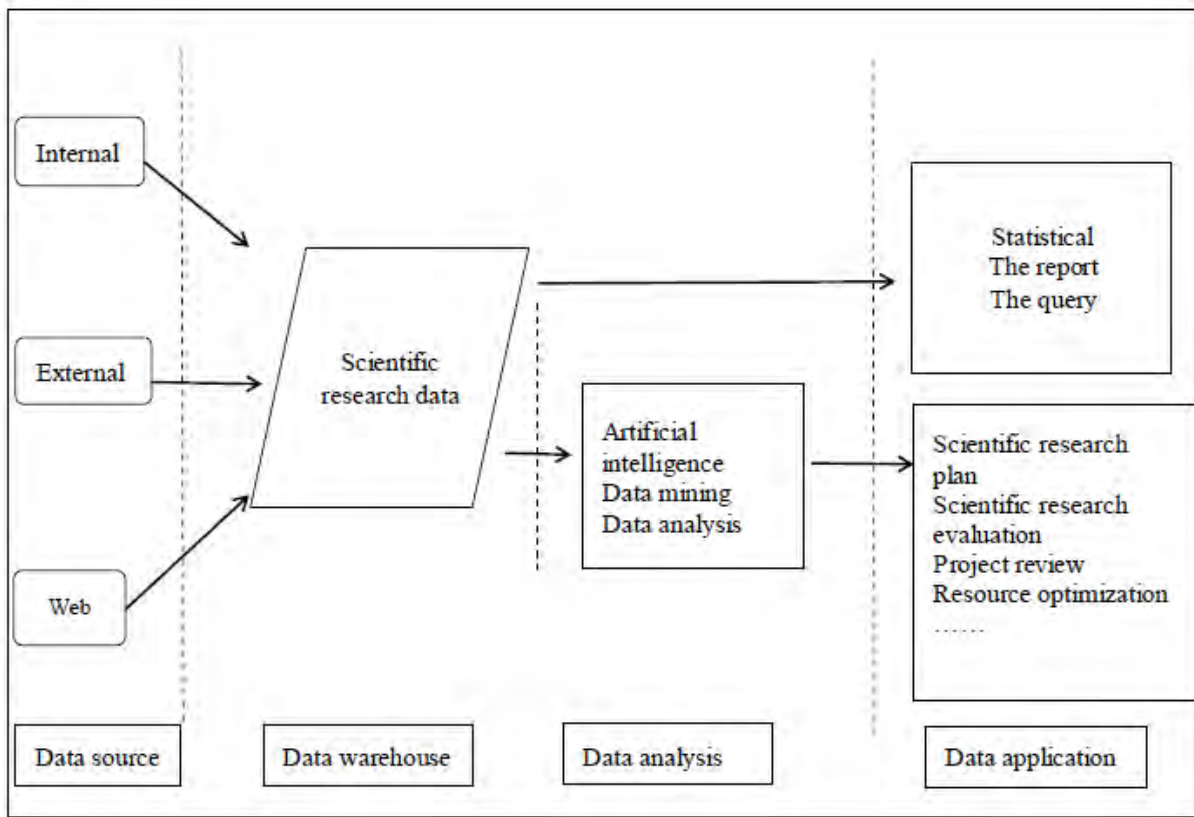 Internal
External
Web
Scientific
research data
Artificial
intelligence
Data mining
Data analysis
Statistical
The report
The query
Scientific research
plan
Scientific research
evaluation
Project review
Resource optimization
……
Data source
Data warehouse
Data analysis
Data application